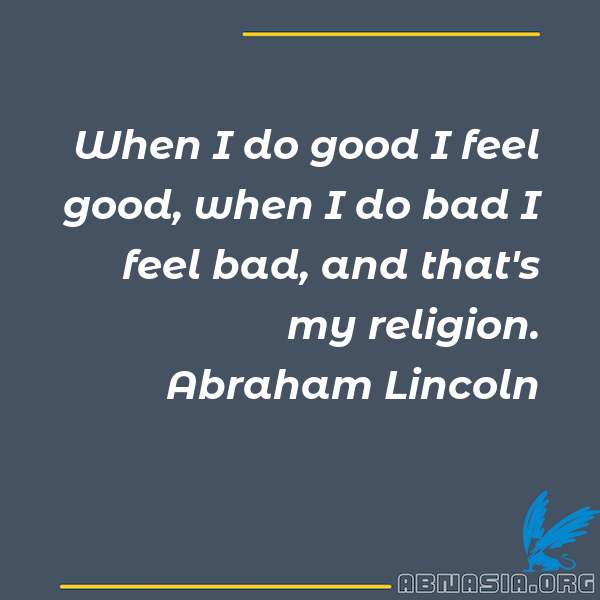 When I do good I feel
good, when I do bad I
feel bad, and that's
my religion.
Abraham Lincoln
ABNASIA.ORG